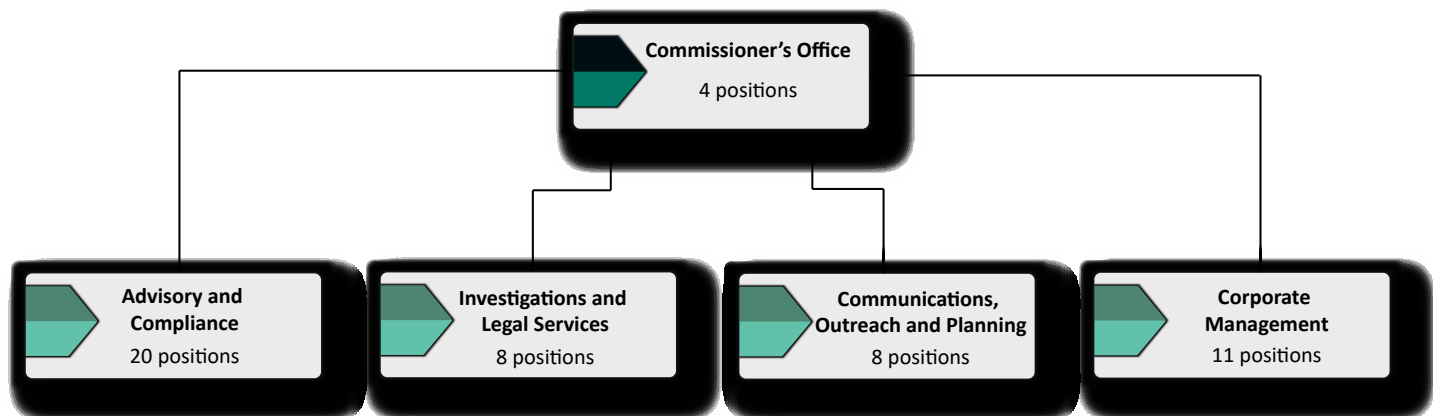 Commissioner’s Office
4 positions
Advisory and
Compliance
20 positions
Investigations and
Legal Services
8 positions
Communications,
Outreach and Planning
8 positions
Corporate
Management
11 positions